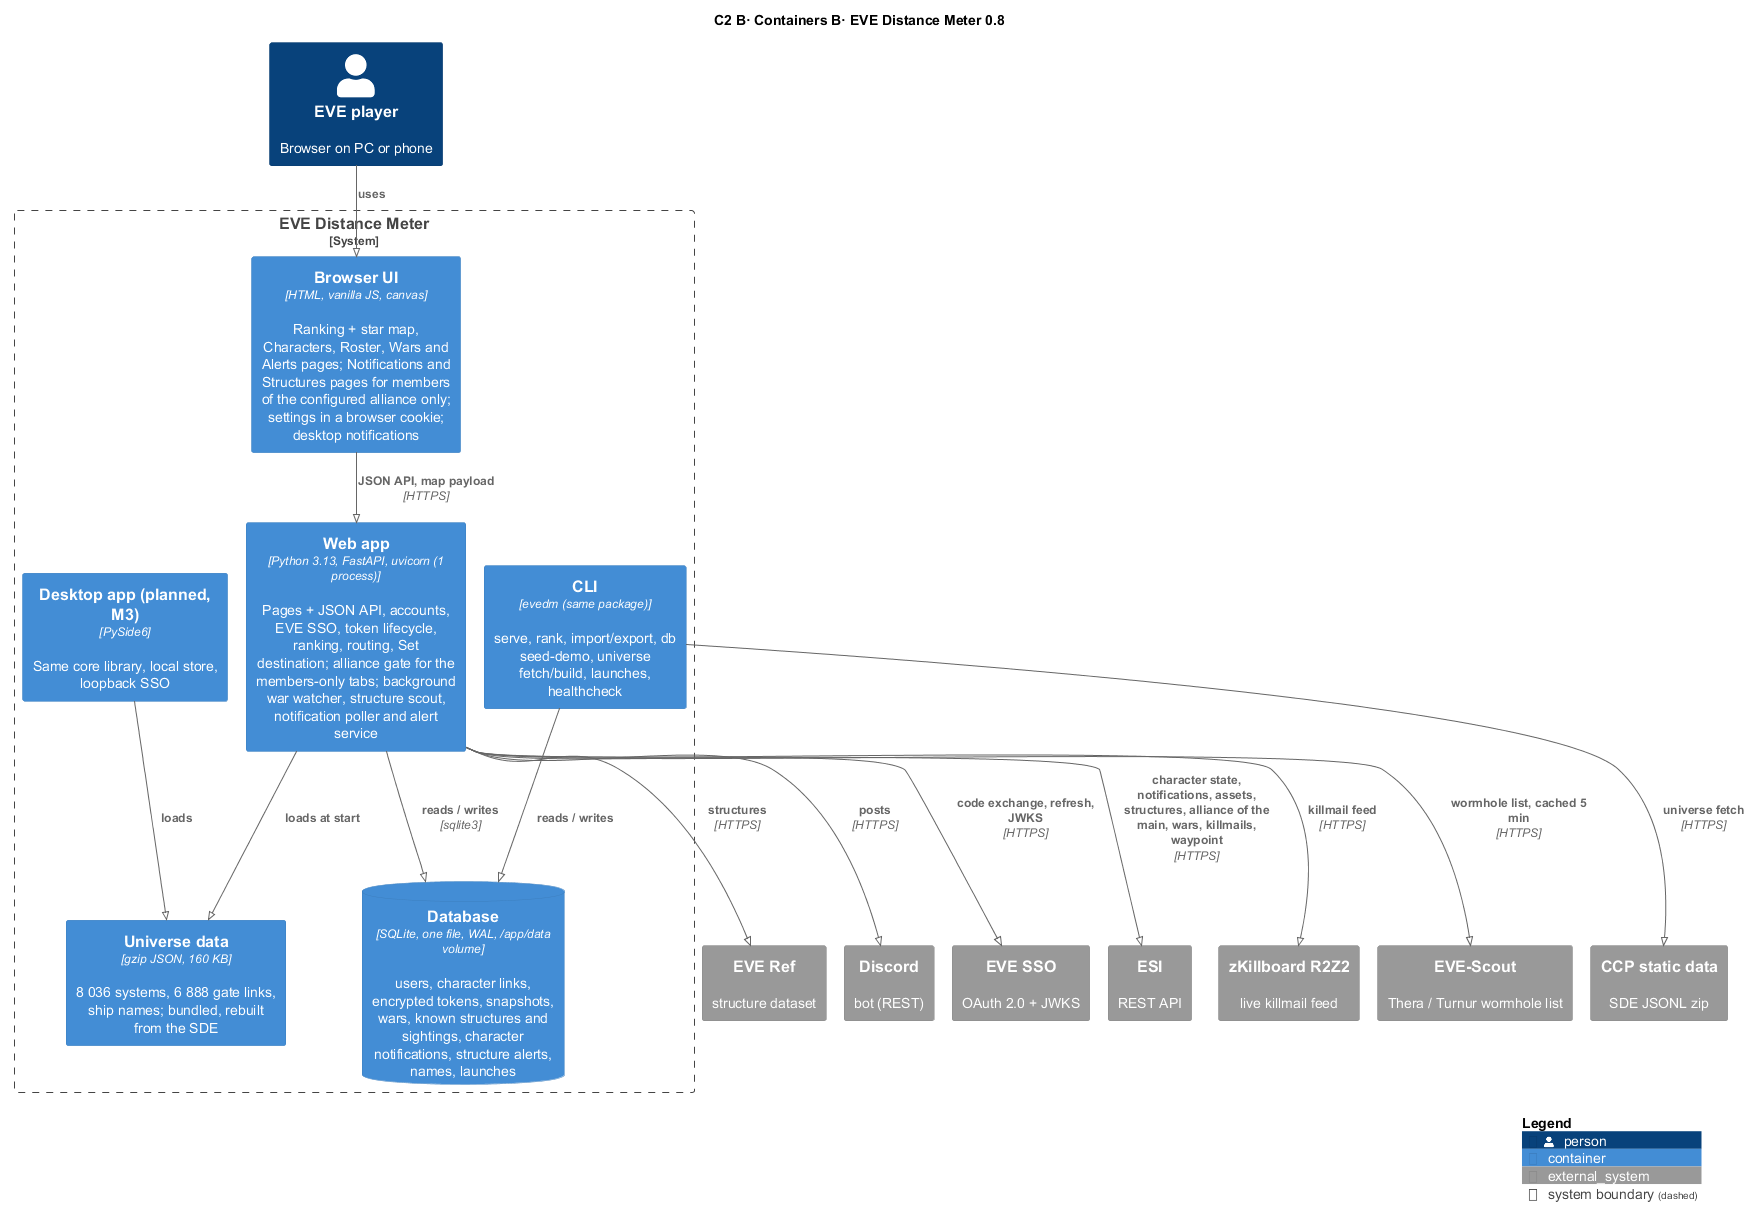 C2 В· Containers В· EVE Distance Meter 0.8
EVE player
Browser on PC or phone
uses
EVE Distance Meter
[System]
Browser UI
[HTML, vanilla JS, canvas]
Ranking + star map,
Characters, Roster, Wars and
Alerts pages; Notifications and
Structures pages for members
of the configured alliance only;
settings in a browser cookie;
desktop notifications
JSON API, map payload
[HTTPS]
Desktop app (planned,
M3)
[PySide6]
Same core library, local store,
loopback SSO
Web app
[Python 3.13, FastAPI, uvicorn (1
process)]
Pages + JSON API, accounts,
EVE SSO, token lifecycle,
ranking, routing, Set
destination; alliance gate for the
members-only tabs; background
war watcher, structure scout,
notification poller and alert
service
CLI
[evedm (same package)]
serve, rank, import/export, db
seed-demo, universe
fetch/build, launches,
healthcheck
loads
loads at start
reads / writes
[sqlite3]
reads / writes
structures
[HTTPS]
posts
[HTTPS]
code exchange, refresh,
JWKS
[HTTPS]
character state,
notifications, assets,
structures, alliance of the
main, wars, killmails,
waypoint
[HTTPS]
killmail feed
[HTTPS]
wormhole list, cached 5
min
[HTTPS]
universe fetch
[HTTPS]
Universe data
[gzip JSON, 160 KB]
8 036 systems, 6 888 gate links,
ship names; bundled, rebuilt
from the SDE
Database
[SQLite, one file, WAL, /app/data
volume]
users, character links,
encrypted tokens, snapshots,
wars, known structures and
sightings, character
notifications, structure alerts,
names, launches
EVE Ref
structure dataset
Discord
bot (REST)
EVE SSO
OAuth 2.0 + JWKS
ESI
REST API
zKillboard R2Z2
live killmail feed
EVE-Scout
Thera / Turnur wormhole list
CCP static data
SDE JSONL zip
Legend
person
container
external_system
system boundary (dashed)